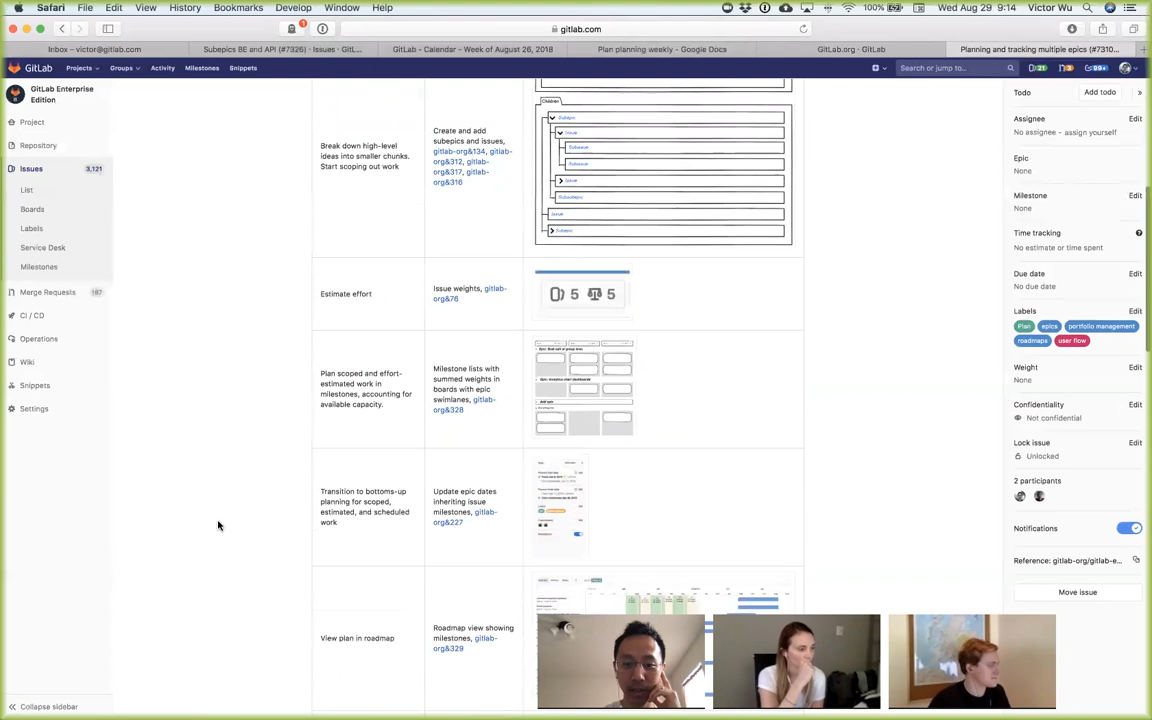 Safari File Edit View History Bookmarks Develop Window Help 100% Wed Aug 29 9:14 Victor Wu
gitlab.com
Inbox – victor@gitlab.com
Subepics BE and API (#7326) · Issues · GitL...
GitLab - Calendar - Week of August 26, 2018
Plan planning weekly - Google Docs
GitLab.org · GitLab
Planning and tracking multiple epics (#7310...
GitLab Projects Groups Activity Milestones Snippets Search or jump to... 21 3 99+
GitLab Enterprise
Edition
Project
Repository
Issues 3,121
List
Boards
Labels
Service Desk
Milestones
Merge Requests 187
CI / CD
Operations
Wiki
Snippets
Settings
Collapse sidebar
Break down high-level
ideas into smaller chunks.
Start scoping out work
Create and add
subepics and issues,
gitlab-org&134, gitlab-
org&312, gitlab-
org&317, gitlab-
org&316
Children
Subepic
Issue
Issue
Issue
Subepic
Estimate effort
Issue weights, gitlab-
org&76
5 5
Plan scoped and effort-
estimated work in
milestones, accounting for
available capacity.
Milestone lists with
summed weights in
boards with epic
swimlanes, gitlab-
org&328
Transition to bottoms-up
planning for scoped,
estimated, and scheduled
work
Update epic dates
inheriting issue
milestones, gitlab-
org&227
View plan in roadmap
Roadmap view showing
milestones, gitlab-
org&329
Todo Add todo »
Assignee Edit
No assignee - assign yourself
Epic
None
Milestone Edit
None
Time tracking
No estimate or time spent
Due date Edit
No due date
Labels Edit
Plan epics portfolio management
roadmaps user flow
Weight Edit
None
Confidentiality Edit
Not confidential
Lock issue Edit
Unlocked
2 participants
Notifications
Reference: gitlab-org/gitlab-e...
Move issue